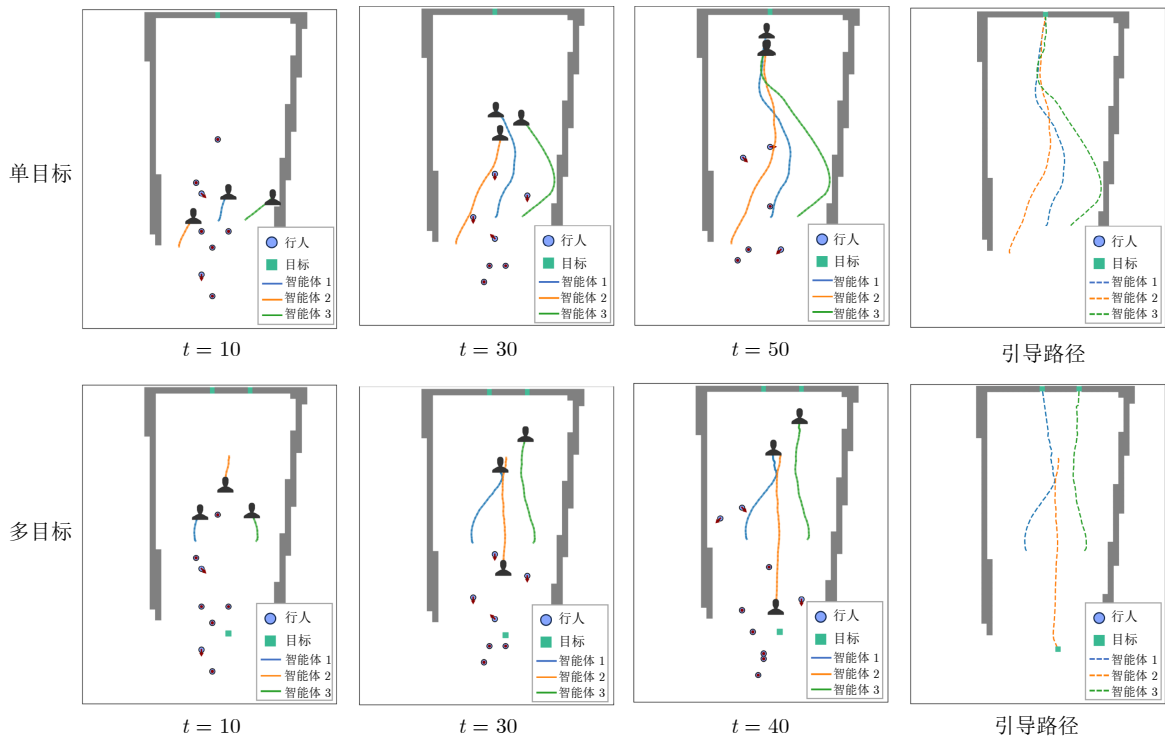 单目标
行人
目标
智能体 1
智能体 2
智能体 3
行人
目标
智能体 1
智能体 2
智能体 3
行人
目标
智能体 1
智能体 2
智能体 3
行人
目标
智能体 1
智能体 2
智能体 3
t = 10
t = 30
t = 50
引导路径
多目标
行人
目标
智能体 1
智能体 2
智能体 3
行人
目标
智能体 1
智能体 2
智能体 3
行人
目标
智能体 1
智能体 2
智能体 3
行人
目标
智能体 1
智能体 2
智能体 3
t = 10
t = 30
t = 40
引导路径